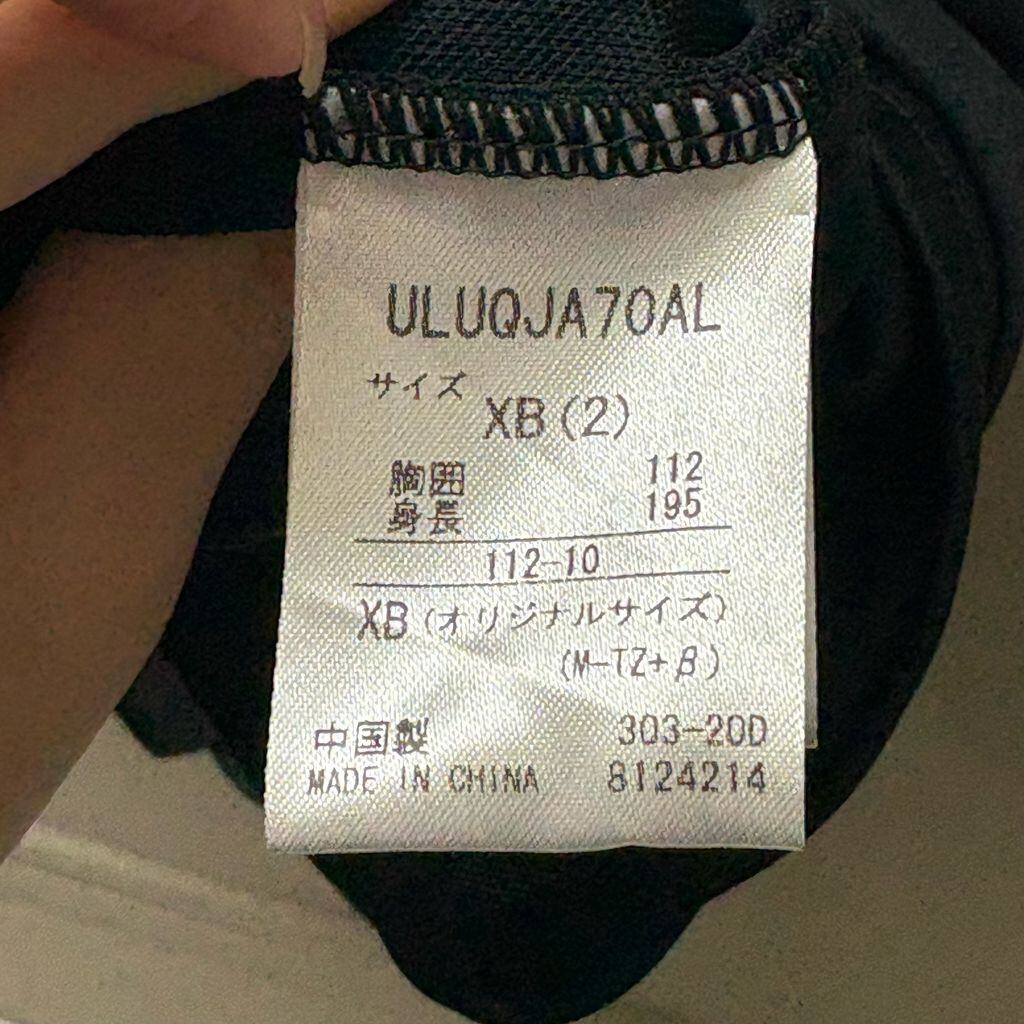 ULUQJA70AL
サイズ XB(2)
胸囲 112
身長 195
112-10
XB(オリジナルサイズ)
(M-TZ+β)
中国製 303-20D
MADE IN CHINA 8124214